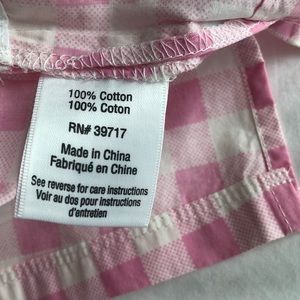 100% Cotton
100% Coton
RN# 39717
Made in China
Fabriqué en Chine
See reverse for care instructions
Voir au dos pour instructions
d'entretien